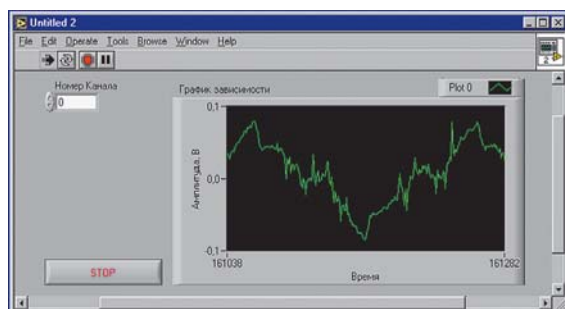 Untitled 2
File Edit Operate Tools Browse Window Help
2
Номер Канала
0
График зависимости
Plot 0
0,1
0,0
-0,1
Амплитуда, В
161038
161282
Время
STOP